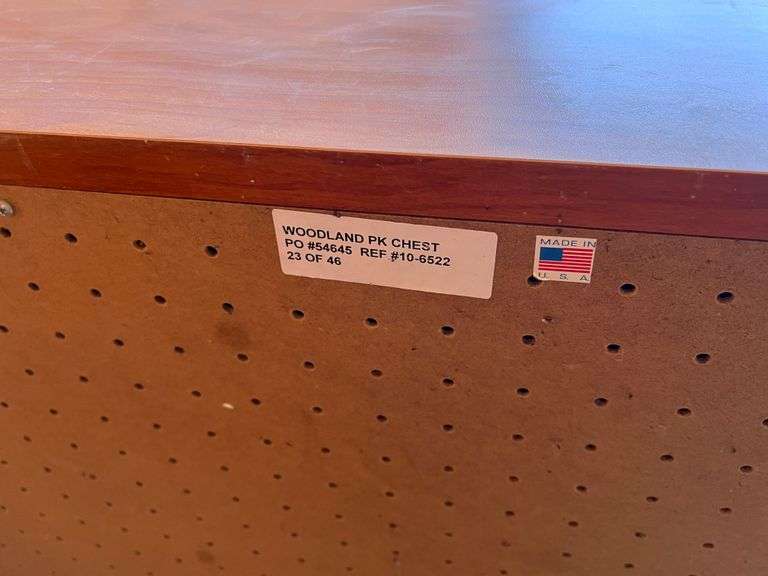 WOODLAND PK CHEST
PO #54645 REF #10-6522
23 OF 46
MADE IN
U. S. A.